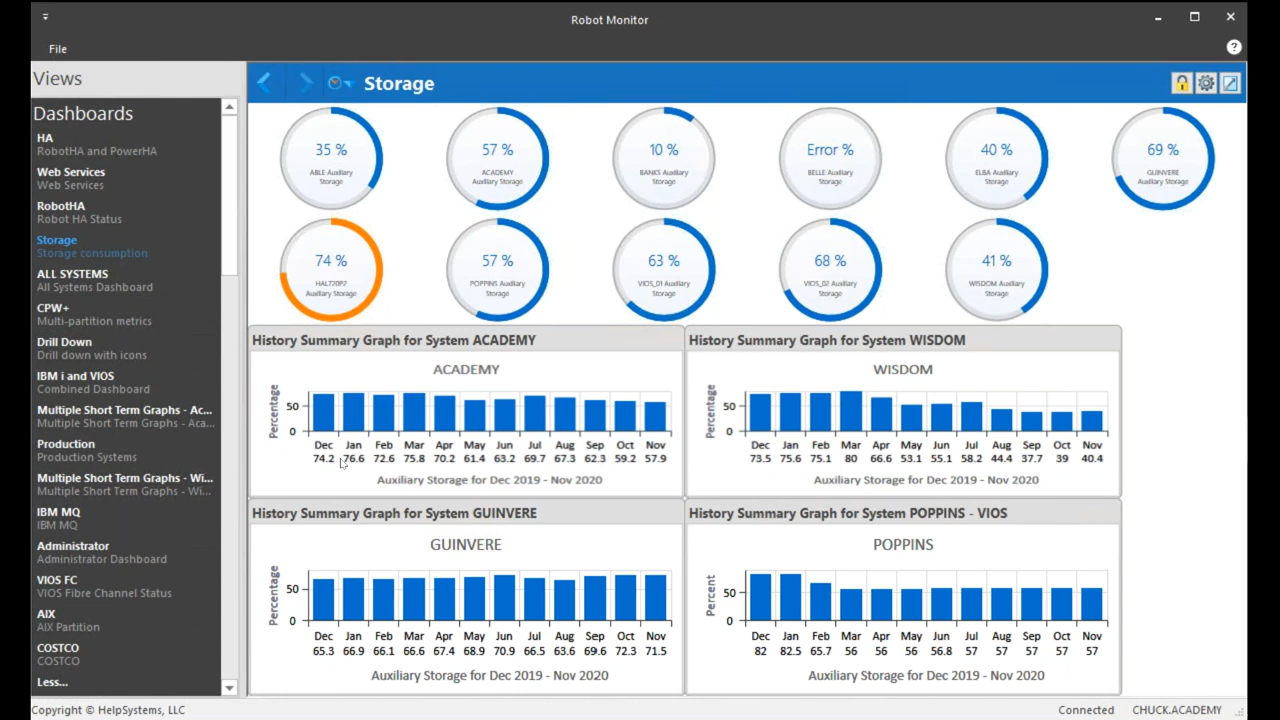 Robot Monitor
File
Views
Dashboards
HA
RobotHA and PowerHA
Web Services
Web Services
RobotHA
Robot HA Status
Storage
Storage consumption
ALL SYSTEMS
All Systems Dashboard
CPW+
Multi-partition metrics
Drill Down
Drill down with icons
IBM i and VIOS
Combined Dashboard
Multiple Short Term Graphs - Ac...
Multiple Short Term Graphs - Aca...
Production
Production Systems
Multiple Short Term Graphs - Wi...
Multiple Short Term Graphs - Wi...
IBM MQ
IBM MQ
Administrator
Administrator Dashboard
VIOS FC
VIOS Fibre Channel Status
AIX
AIX Partition
COSTCO
COSTCO
Less...
Storage
35 %
ABLE Auxiliary
Storage
57 %
ACADEMY
Auxiliary Storage
10 %
BANKS Auxiliary
Storage
Error %
BELLE Auxiliary
Storage
40 %
ELBA Auxiliary
Storage
69 %
GUINVERE
Auxiliary Storage
74 %
HAL720P7
Auxiliary Storage
57 %
POPPINS Auxiliary
Storage
63 %
VIOS_01 Auxiliary
Storage
68 %
VIOS_02 Auxiliary
Storage
41 %
WISDOM Auxiliary
Storage
History Summary Graph for System ACADEMY
ACADEMY
Percentage
50
0
Dec Jan Feb Mar Apr May Jun Jul Aug Sep Oct Nov
74.2 76.6 72.6 75.8 70.2 61.4 63.2 69.7 67.3 62.3 59.2 57.9
Auxiliary Storage for Dec 2019 - Nov 2020
History Summary Graph for System WISDOM
WISDOM
Percentage
50
0
Dec Jan Feb Mar Apr May Jun Jul Aug Sep Oct Nov
73.5 75.6 75.1 80 66.6 53.1 55.1 58.2 44.4 37.7 39 40.4
Auxiliary Storage for Dec 2019 - Nov 2020
History Summary Graph for System GUINVERE
GUINVERE
Percentage
50
0
Dec Jan Feb Mar Apr May Jun Jul Aug Sep Oct Nov
65.3 66.9 66.1 66.6 67.4 68.9 70.9 66.5 63.6 69.6 72.3 71.5
Auxiliary Storage for Dec 2019 - Nov 2020
History Summary Graph for System POPPINS - VIOS
POPPINS
Percent
50
0
Dec Jan Feb Mar Apr May Jun Jul Aug Sep Oct Nov
82 82.5 65.7 56 56 56 56.8 57 57 57 57 57
Auxiliary Storage for Dec 2019 - Nov 2020
Copyright © HelpSystems, LLC
Connected
CHUCK.ACADEMY